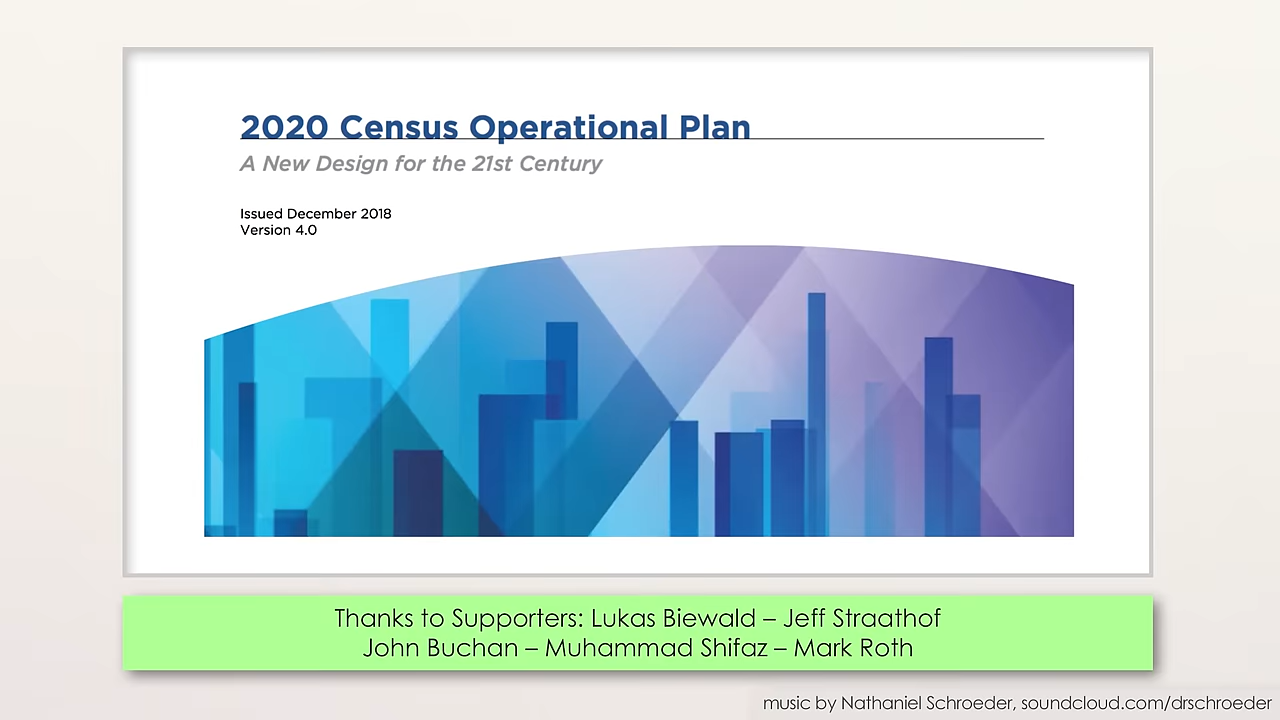 2020 Census Operational Plan
A New Design for the 21st Century
Issued December 2018
Version 4.0
Thanks to Supporters: Lukas Biewald – Jeff Straathof
John Buchan – Muhammad Shifaz – Mark Roth
music by Nathaniel Schroeder, soundcloud.com/drschroeder